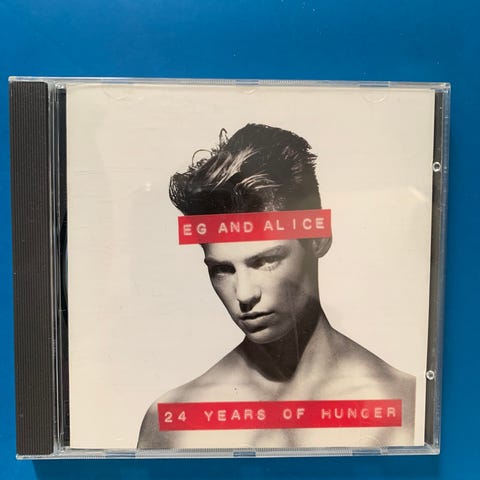 EG AND ALICE
24 YEARS OF HUNGER